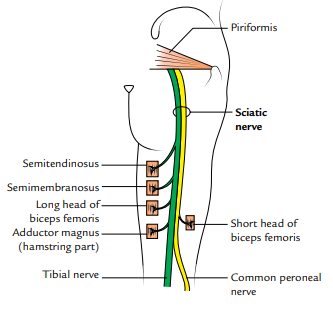 Piriformis
Sciatic
nerve
Semitendinosus
Semimembranosus
Long head of
biceps femoris
Adductor magnus
(hamstring part)
Short head of
biceps femoris
Tibial nerve
Common peroneal
nerve